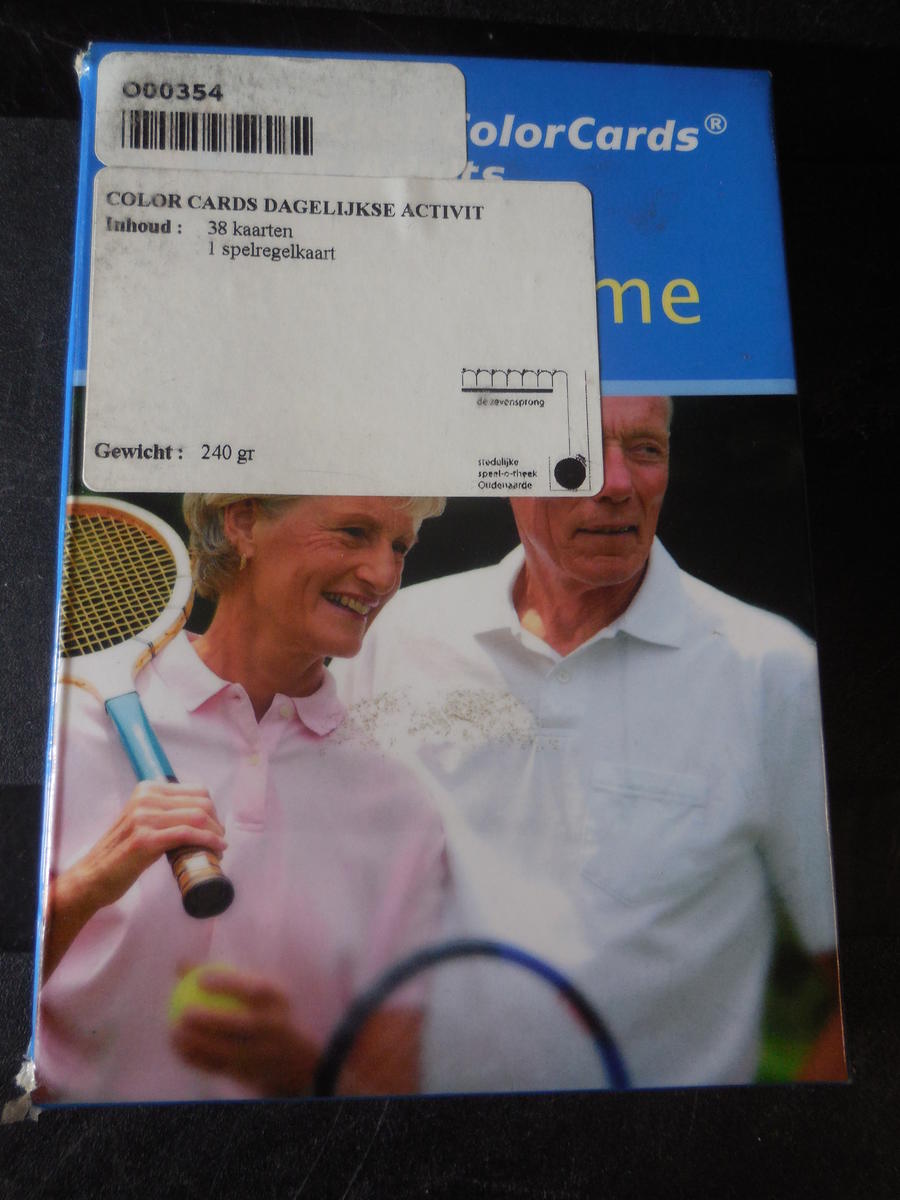 O00354
olorCards®
ts
COLOR CARDS DAGELIJKSE ACTIVIT
Inhoud : 38 kaarten
1 spelregelkaart
me
de zevensprong
Gewicht : 240 gr
stedelijke
speel-o-theek
Oudenaarde